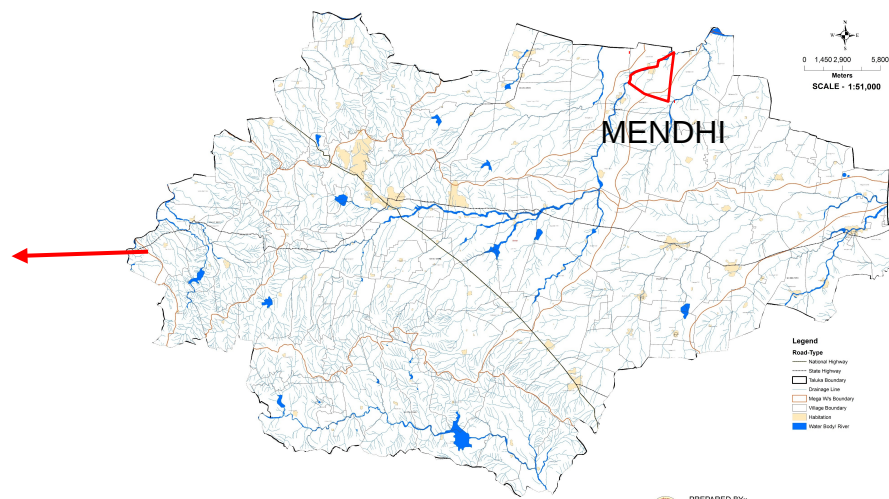 N
W
E
S
0 1,450 2,900 5,800
Meters
SCALE - 1:51,000
MENDHI
Legend
Road-Type
National Highway
State Highway
Taluka Boundary
Drainage Line
Mega W/s Boundary
Village Boundary
Habitation
Water Body/ River
PREPARED BY:-